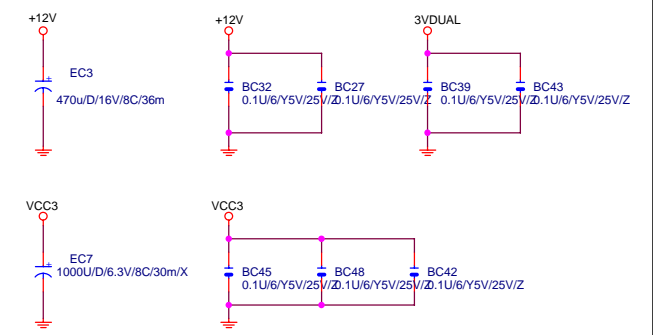 +12V
EC3
470u/D/16V/8C/36m
+12V
BC32
0.1U/6/Y5V/25V/Z
BC27
0.1U/6/Y5V/25V/Z
3VDUAL
BC39
0.1U/6/Y5V/25V/Z
BC43
0.1U/6/Y5V/25V/Z
VCC3
EC7
1000U/D/6.3V/8C/30m/X
VCC3
BC45
0.1U/6/Y5V/25V/Z
BC48
0.1U/6/Y5V/25V/Z
BC42
0.1U/6/Y5V/25V/Z